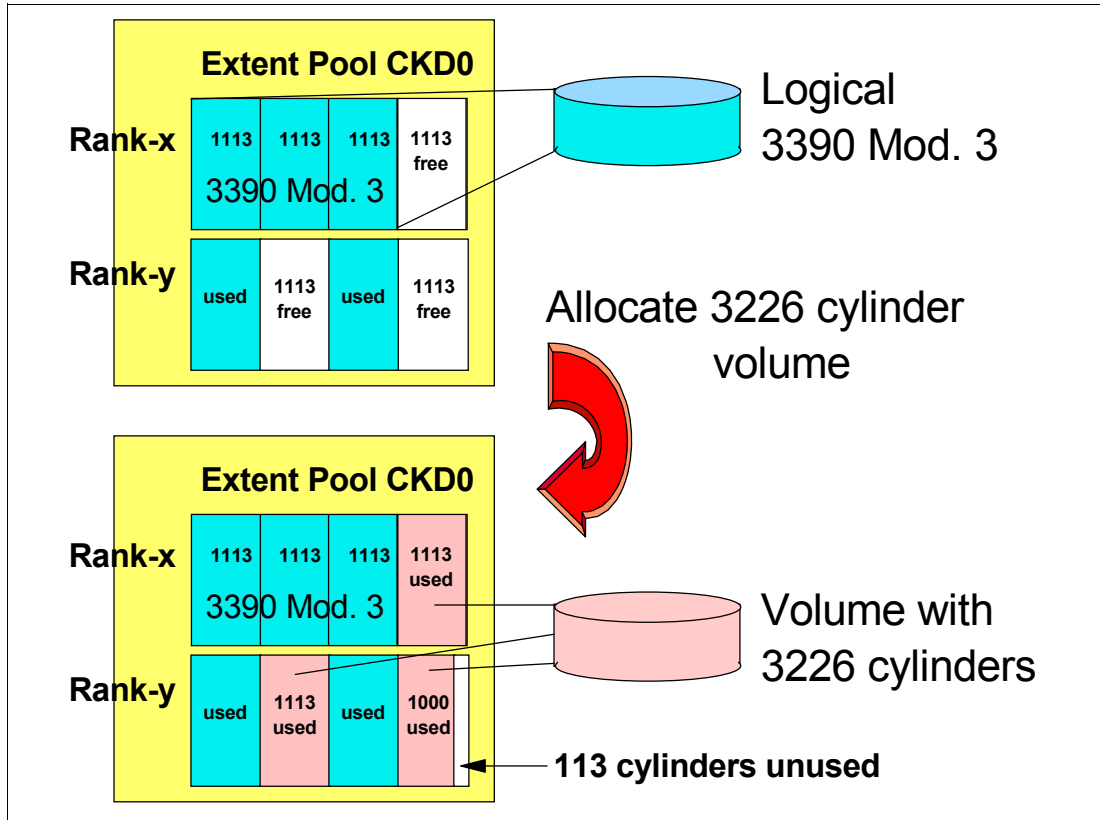 Extent Pool CKD0
Rank-x
1113 1113 1113 1113
free
3390 Mod. 3
Logical
3390 Mod. 3
Rank-y
used 1113
free used 1113
free
Allocate 3226 cylinder
volume
Extent Pool CKD0
Rank-x
1113 1113 1113 1113
used
3390 Mod. 3
Volume with
3226 cylinders
Rank-y
used 1113
used used 1000
used
113 cylinders unused